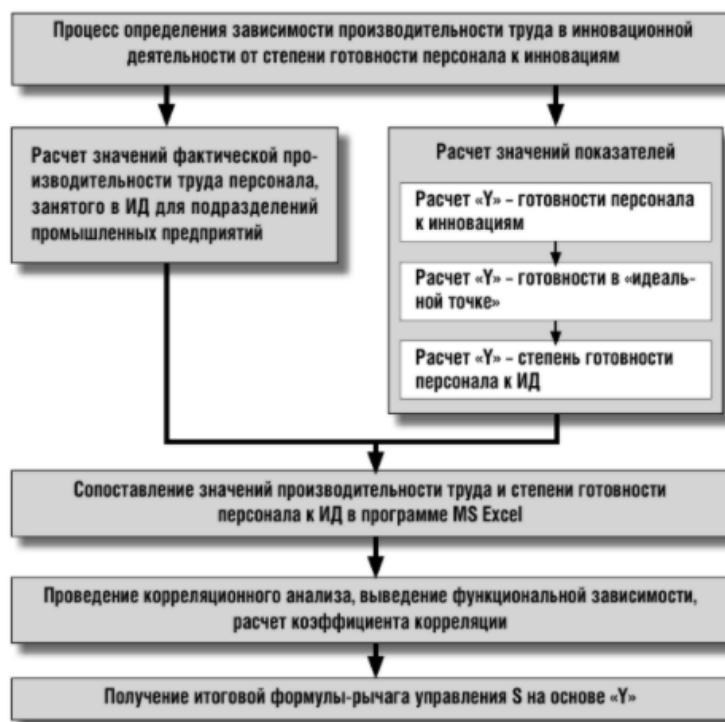 Процесс определения зависимости производительности труда в инновационной
деятельности от степени готовности персонала к инновациям
Расчет значений фактической про-
изводительности труда персонала,
занятого в ИД для подразделений
промышленных предприятий
Расчет значений показателей
Расчет «Y» – готовности персонала
к инновациям
Расчет «Y» – готовности в «идеаль-
ной точке»
Расчет «Y» – степень готовности
персонала к ИД
Сопоставление значений производительности труда и степени готовности
персонала к ИД в программе MS Excel
Проведение корреляционного анализа, выведение функциональной зависимости,
расчет коэффициента корреляции
Получение итоговой формулы-рычага управления S на основе «Y»